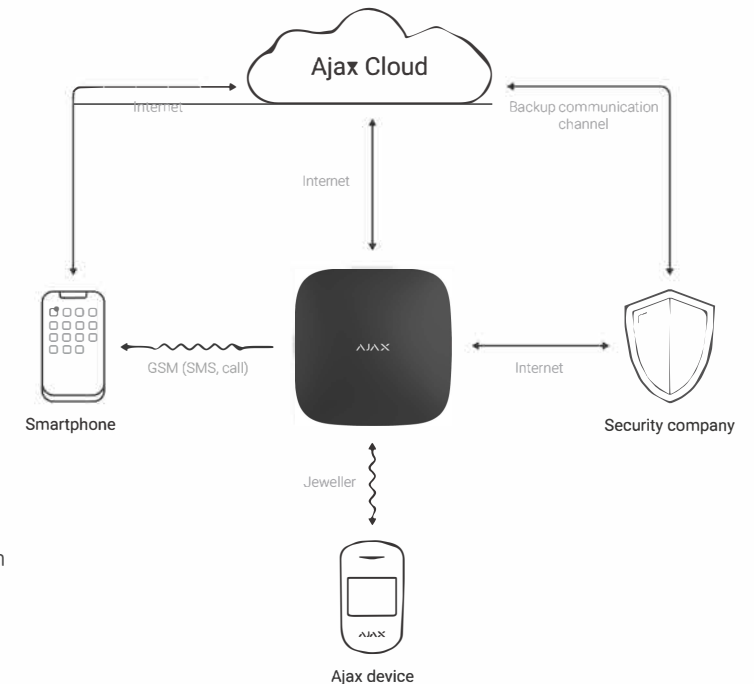 Ajax Cloud
Internet
Backup communication
channel
Internet
AJAX
GSM (SMS, call)
Internet
Smartphone
Security company
Jeweller
AJAX
Ajax device